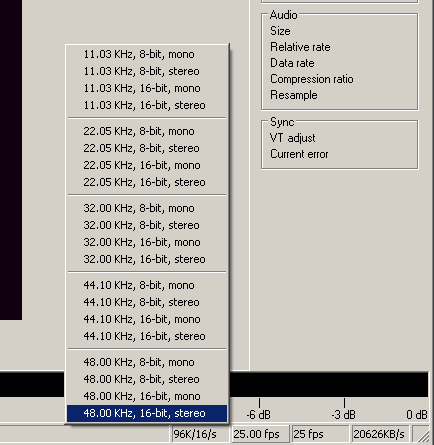 11.03 KHz, 8-bit, mono
11.03 KHz, 8-bit, stereo
11.03 KHz, 16-bit, mono
11.03 KHz, 16-bit, stereo
22.05 KHz, 8-bit, mono
22.05 KHz, 8-bit, stereo
22.05 KHz, 16-bit, mono
22.05 KHz, 16-bit, stereo
32.00 KHz, 8-bit, mono
32.00 KHz, 8-bit, stereo
32.00 KHz, 16-bit, mono
32.00 KHz, 16-bit, stereo
44.10 KHz, 8-bit, mono
44.10 KHz, 8-bit, stereo
44.10 KHz, 16-bit, mono
44.10 KHz, 16-bit, stereo
48.00 KHz, 8-bit, mono
48.00 KHz, 8-bit, stereo
48.00 KHz, 16-bit, mono
48.00 KHz, 16-bit, stereo
Audio
Size
Relative rate
Data rate
Compression ratio
Resample
Sync
VT adjust
Current error
-6 dB -3 dB 0 dB
96K/16/s 25.00 fps 25 fps 20626KB/s